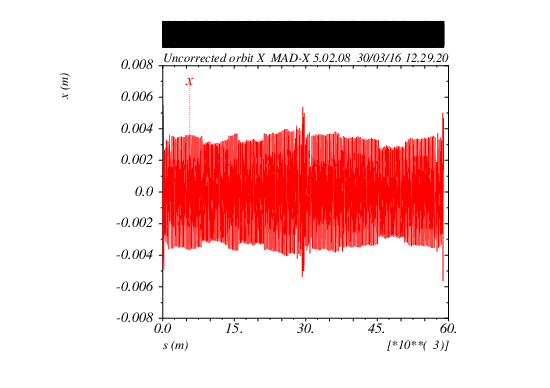 Uncorrected orbit X MAD-X 5.02.08 30/03/16 12.29.20
x (m)
0.008
x
0.006
0.004
0.002
0.0
-0.002
-0.004
-0.006
-0.008
0.0 15. 30. 45. 60.
s (m) [*10**( 3)]